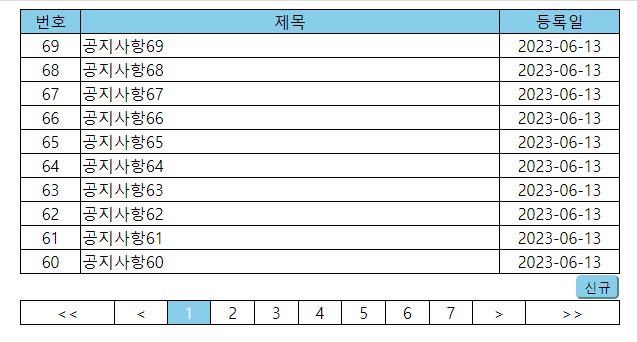 번호 제목 등록일
69 공지사항69 2023-06-13
68 공지사항68 2023-06-13
67 공지사항67 2023-06-13
66 공지사항66 2023-06-13
65 공지사항65 2023-06-13
64 공지사항64 2023-06-13
63 공지사항63 2023-06-13
62 공지사항62 2023-06-13
61 공지사항61 2023-06-13
60 공지사항60 2023-06-13
신규
<< < 1 2 3 4 5 6 7 > >>